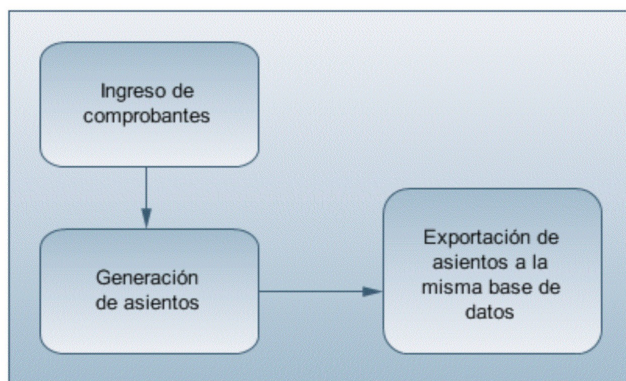 Ingreso de
comprobantes
Generación
de asientos
Exportación de
asientos a la
misma base de
datos